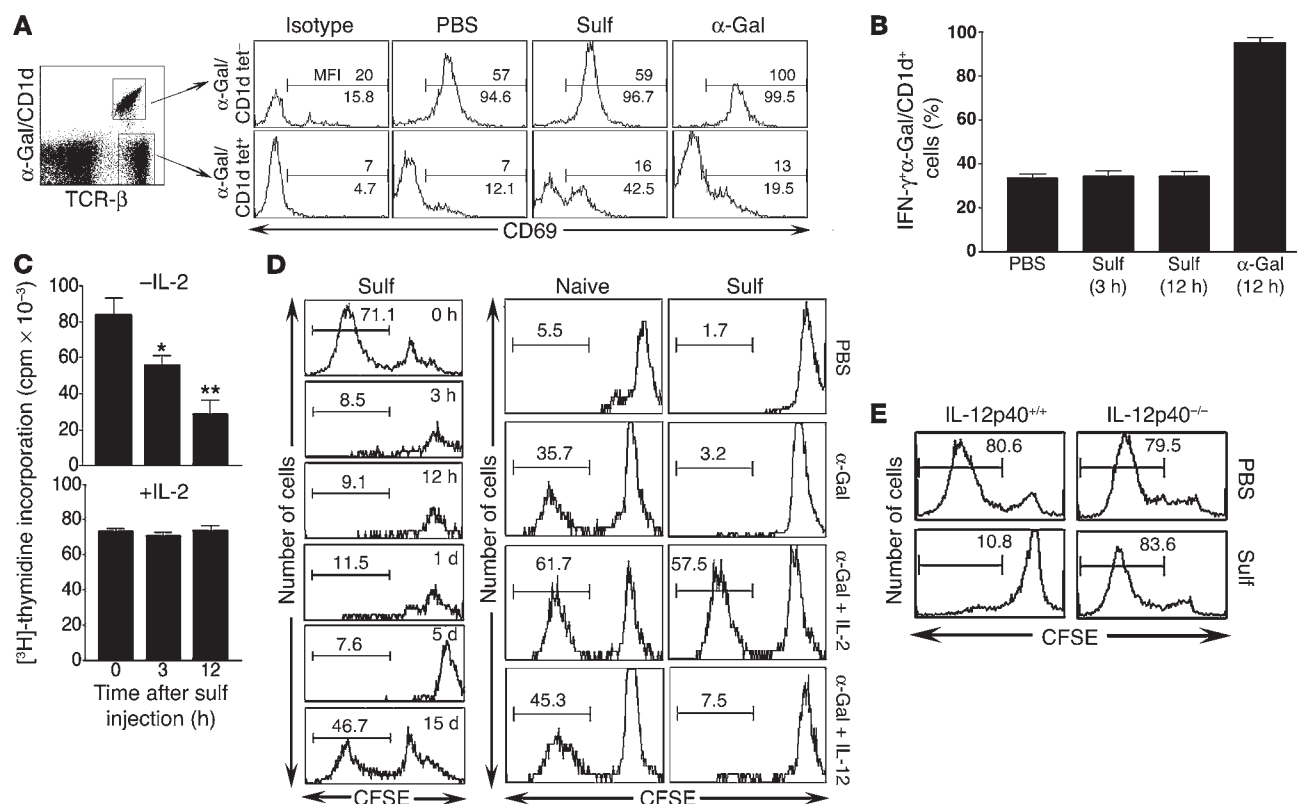 A
Isotype
PBS
Sulf
α-Gal
α-Gal/CD1d
TCR-β
α-Gal/
CD1d tet⁻
MFI 20
15.8
57
94.6
59
96.7
100
99.5
α-Gal/
CD1d tet⁺
7
4.7
7
12.1
16
42.5
13
19.5
CD69
B
IFN-γ⁺α-Gal/CD1d⁺
cells (%)
100
80
60
40
20
0
PBS
Sulf
(3 h)
Sulf
(12 h)
α-Gal
(12 h)
C
[³H]-thymidine incorporation (cpm × 10⁻³)
–IL-2
100
80
60
40
20
0
*
**
+IL-2
100
80
60
40
20
0
0 3 12
Time after sulf
injection (h)
D
Sulf
Number of cells
71.1
0 h
8.5
3 h
9.1
12 h
11.5
1 d
7.6
5 d
46.7
15 d
CFSE
Naive
Sulf
Number of cells
5.5
1.7
PBS
35.7
3.2
α-Gal
61.7
57.5
α-Gal + IL-2
45.3
7.5
α-Gal + IL-12
CFSE
E
IL-12p40⁺/⁺
IL-12p40⁻/⁻
Number of cells
80.6
79.5
PBS
10.8
83.6
Sulf
CFSE